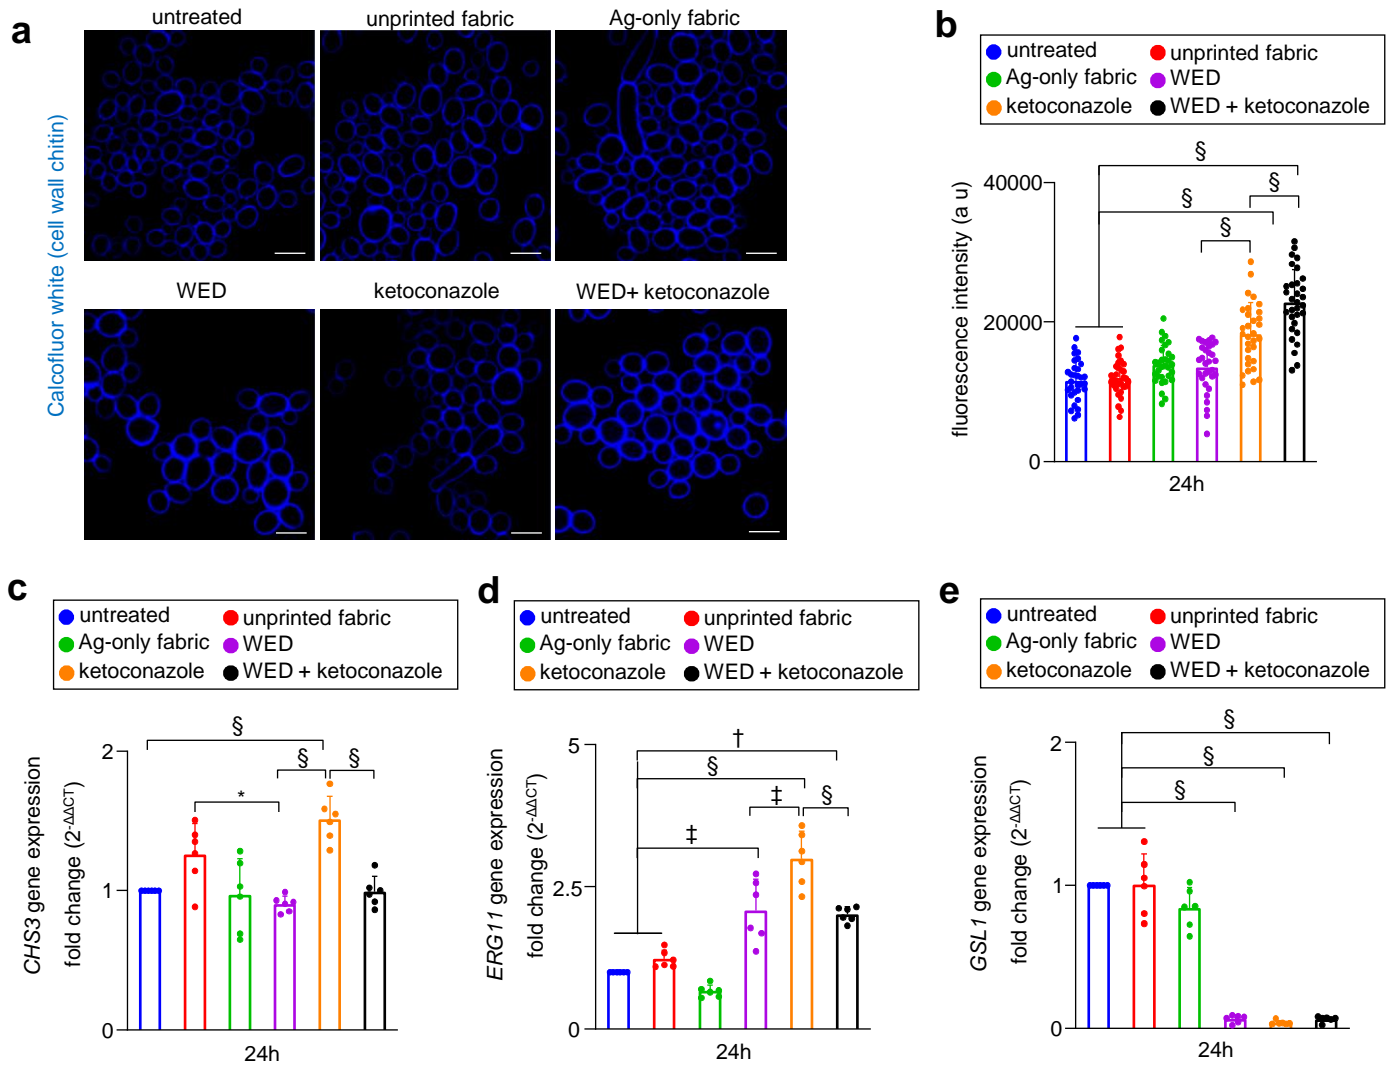 a
untreated
unprinted fabric
Ag-only fabric
Calcofluor white (cell wall chitin)
WED
ketoconazole
WED+ ketoconazole
b
untreated
unprinted fabric
Ag-only fabric
WED
ketoconazole
WED + ketoconazole
fluorescence intensity (a u)
40000
20000
0
§
§
§
§
24h
c
untreated
unprinted fabric
Ag-only fabric
WED
ketoconazole
WED + ketoconazole
CHS3 gene expression
fold change (2-ΔΔCT)
2
1
0
§
§
§
*
24h
d
untreated
unprinted fabric
Ag-only fabric
WED
ketoconazole
WED + ketoconazole
ERG11 gene expression
fold change (2-ΔΔCT)
5
2.5
0
†
§
‡
§
‡
24h
e
untreated
unprinted fabric
Ag-only fabric
WED
ketoconazole
WED + ketoconazole
GSL1 gene expression
fold change (2-ΔΔCT)
2
1
0
§
§
§
24h